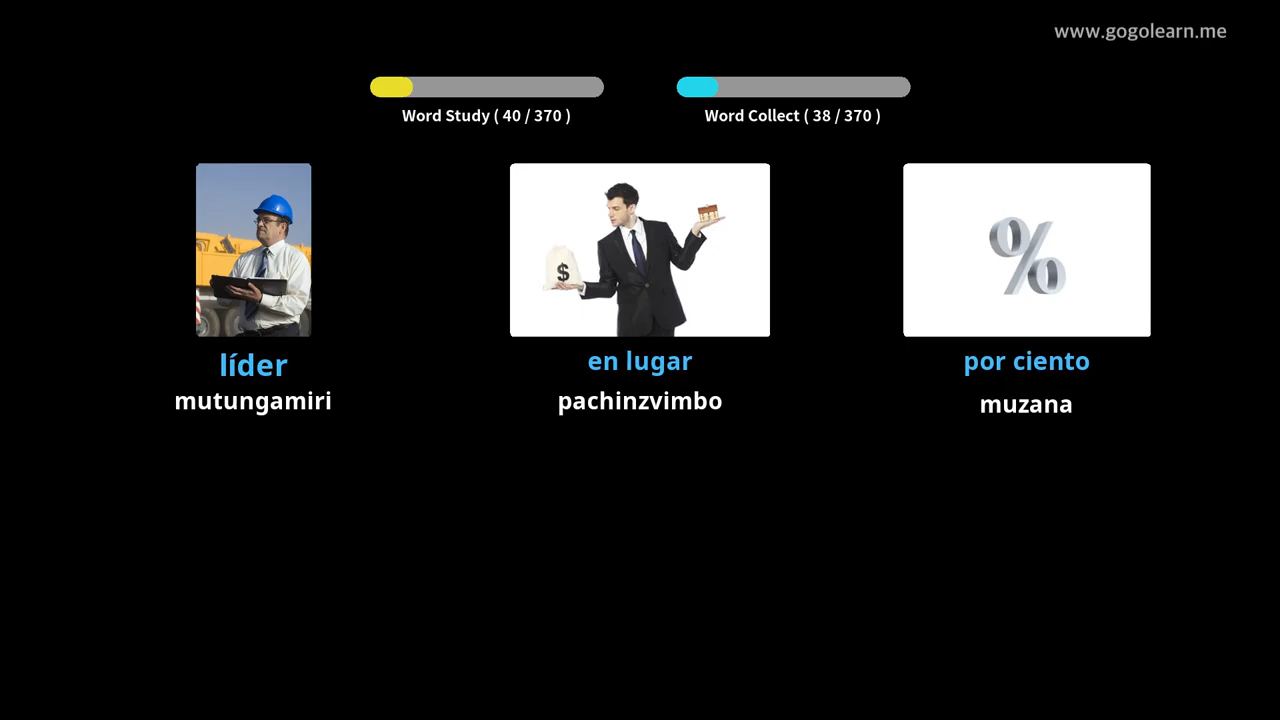 www.gogolearn.me
Word Study ( 40 / 370 )
Word Collect ( 38 / 370 )
$
%
líder
en lugar
por ciento
mutungamiri
pachinzvimbo
muzana